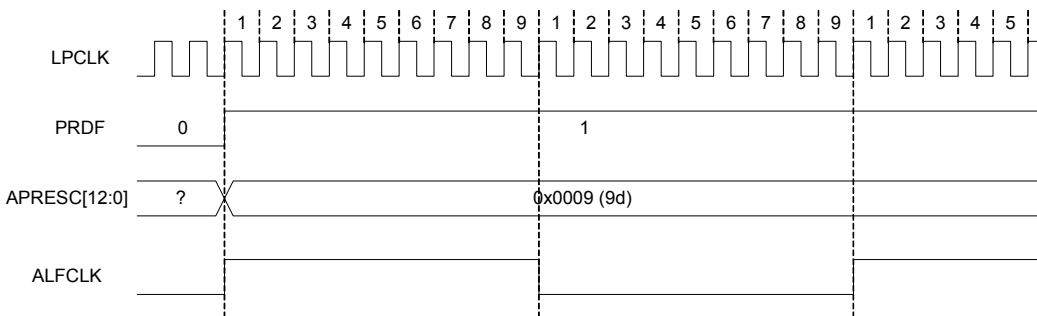 1 2 3 4 5 6 7 8 9 1 2 3 4 5 6 7 8 9 1 2 3 4 5
LPCLK
PRDF 0 1
APRESC[12:0] ? 0x0009 (9d)
ALFCLK